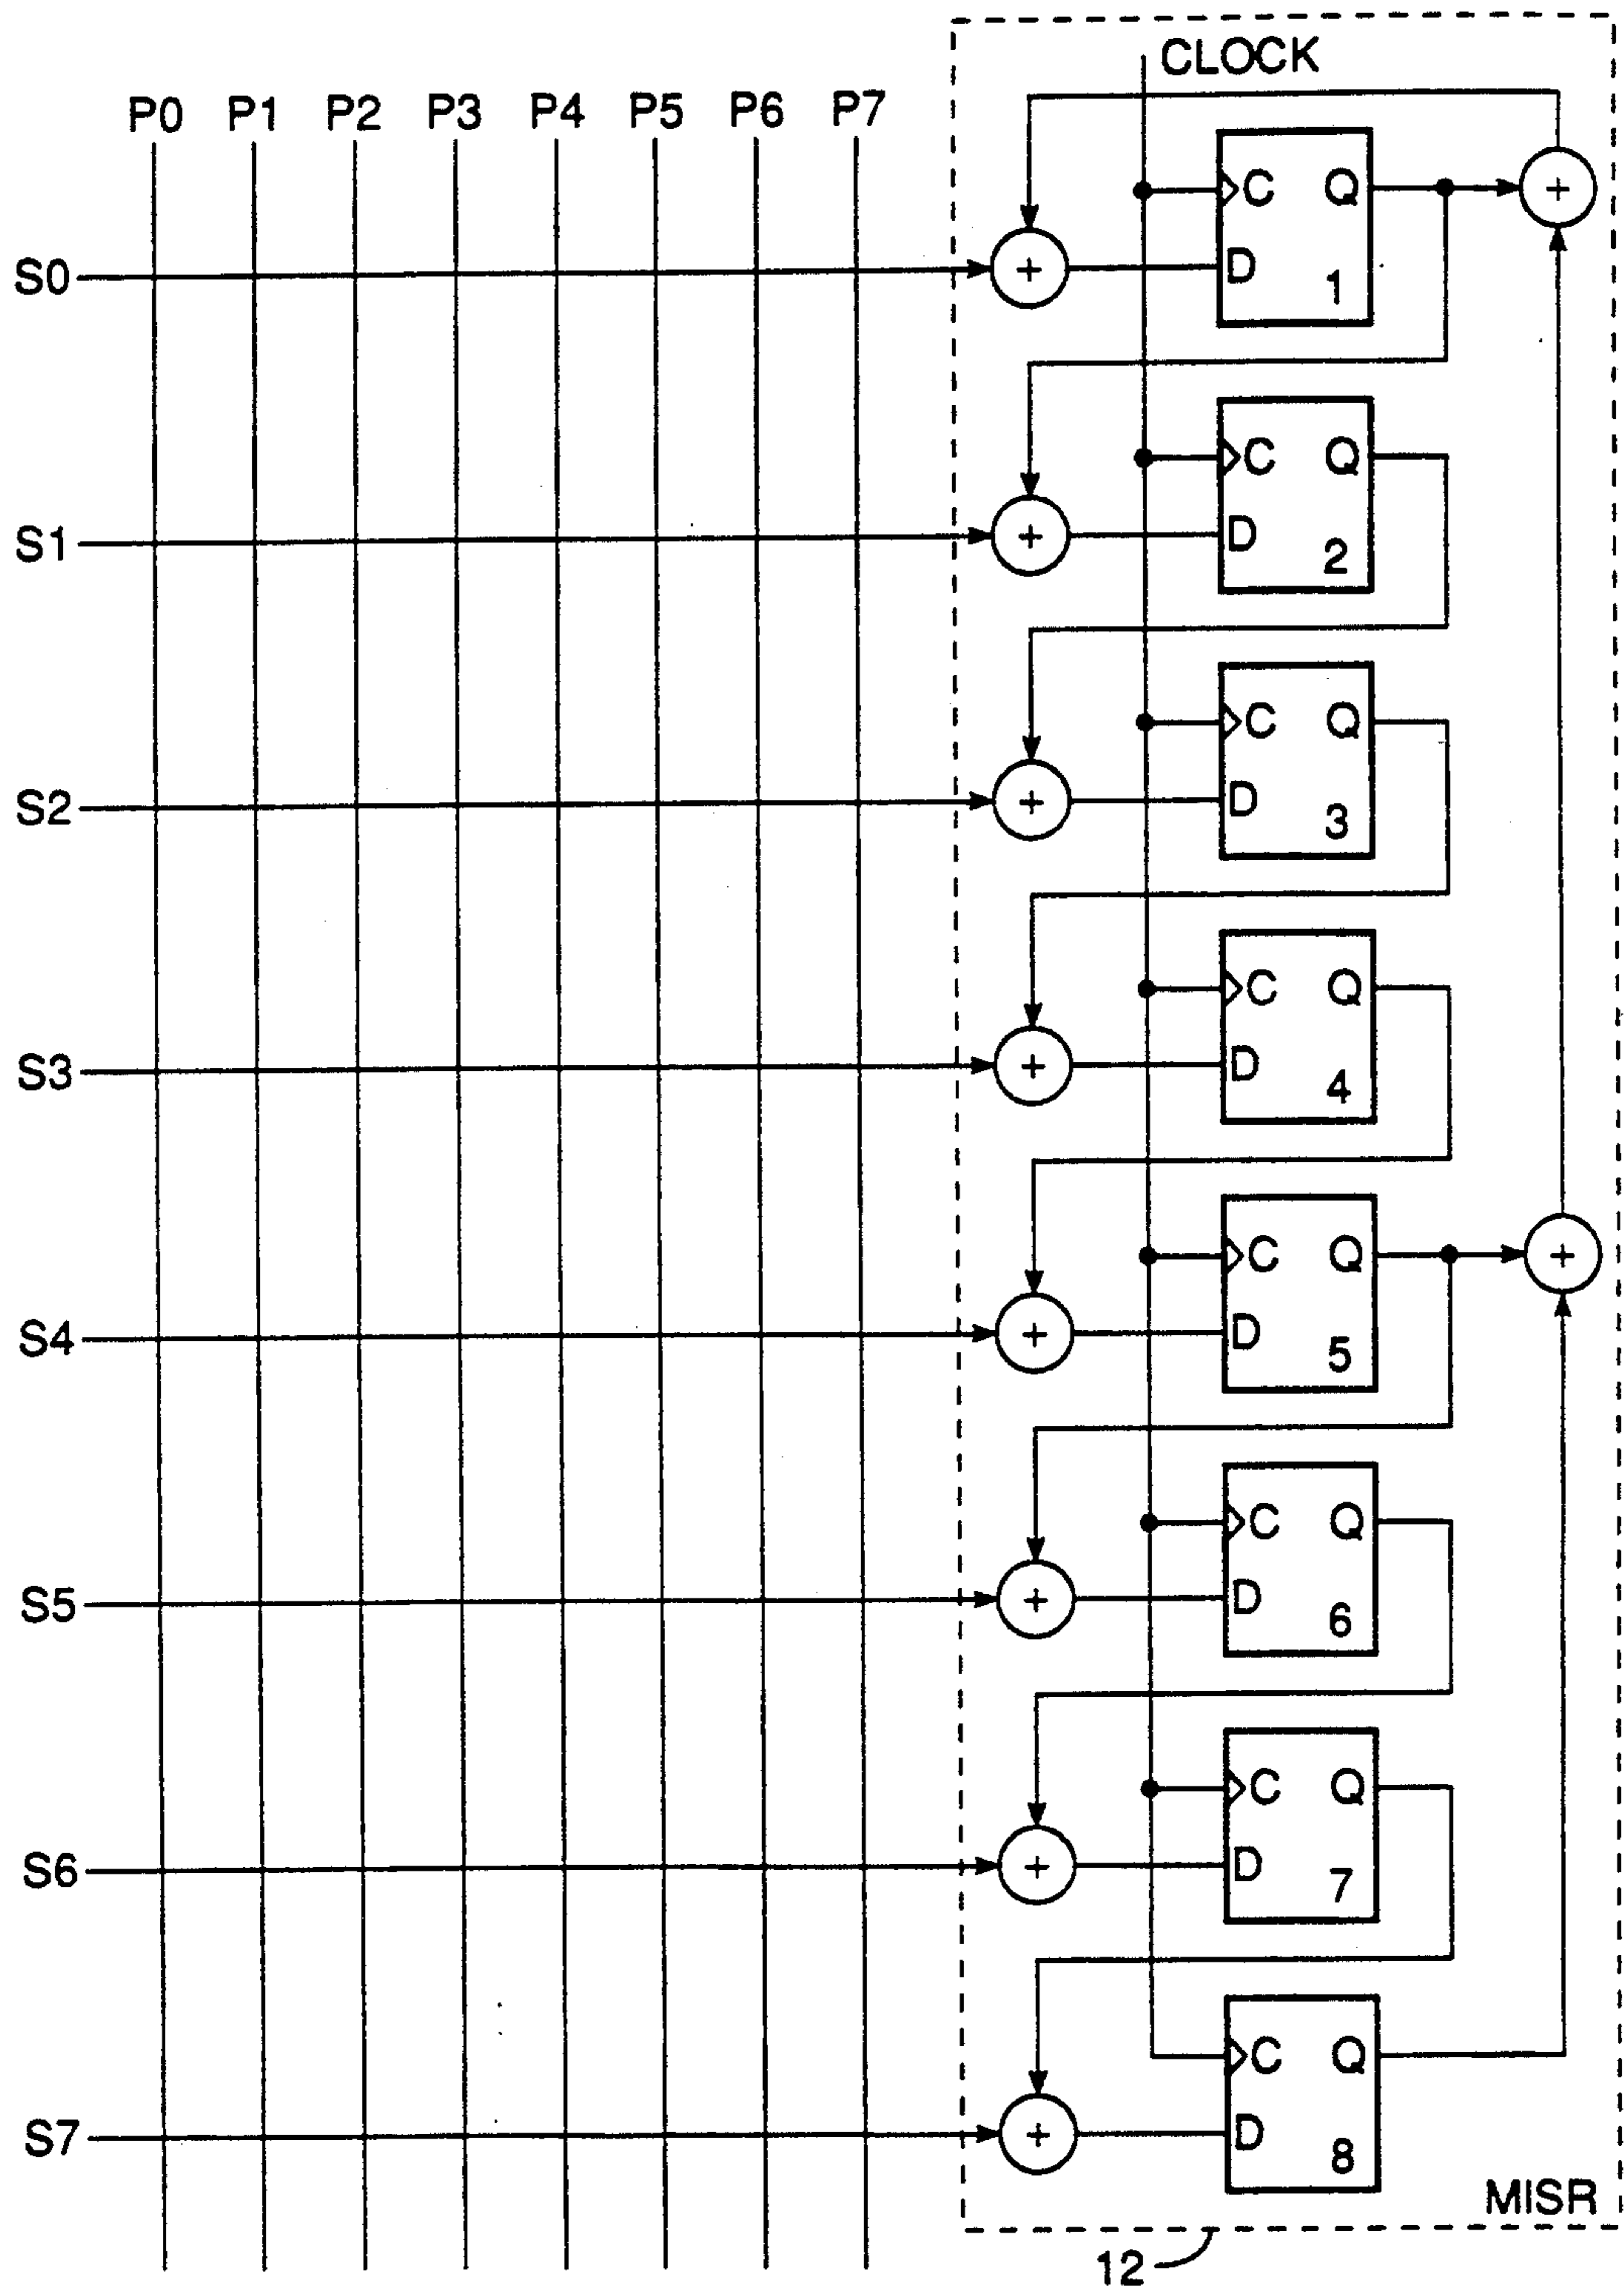 CLOCK
P0 P1 P2 P3 P4 P5 P6 P7
C Q
S0 + D 1 +
C Q
S1 + D 2
C Q
S2 + D 3
C Q
S3 + D 4
C Q +
S4 + D 5
C Q
S5 + D 6
C Q
S6 + D 7
C Q
S7 + D 8
MISR
12